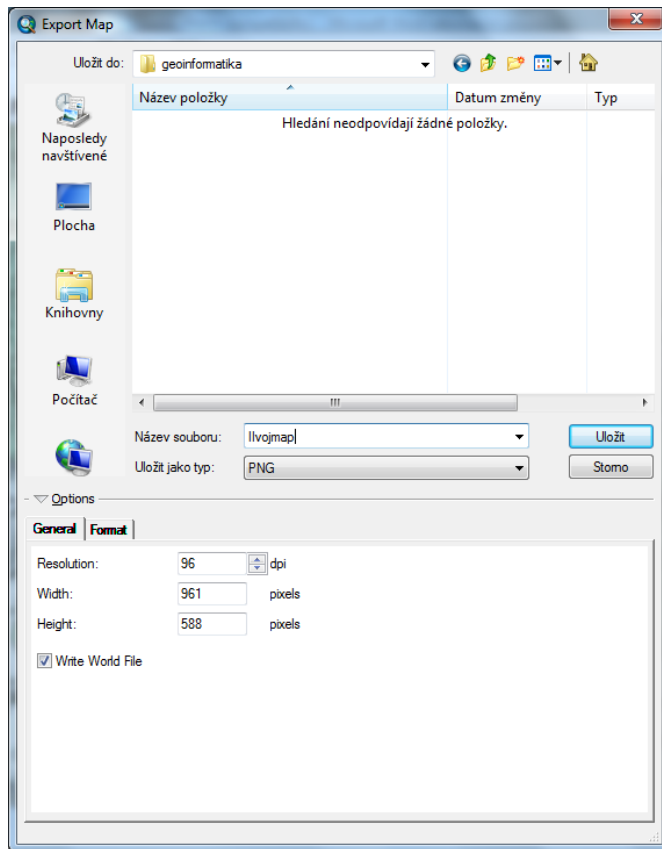 Export Map
Uložit do: geoinformatika
Název položky Datum změny Typ
Hledání neodpovídají žádné položky.
Naposledy
navštívené
Plocha
Knihovny
Počítač
Název souboru: IIvojmap Uložit
Uložit jako typ: PNG Storno
Options
General Format
Resolution: 96 dpi
Width: 961 pixels
Height: 588 pixels
Write World File